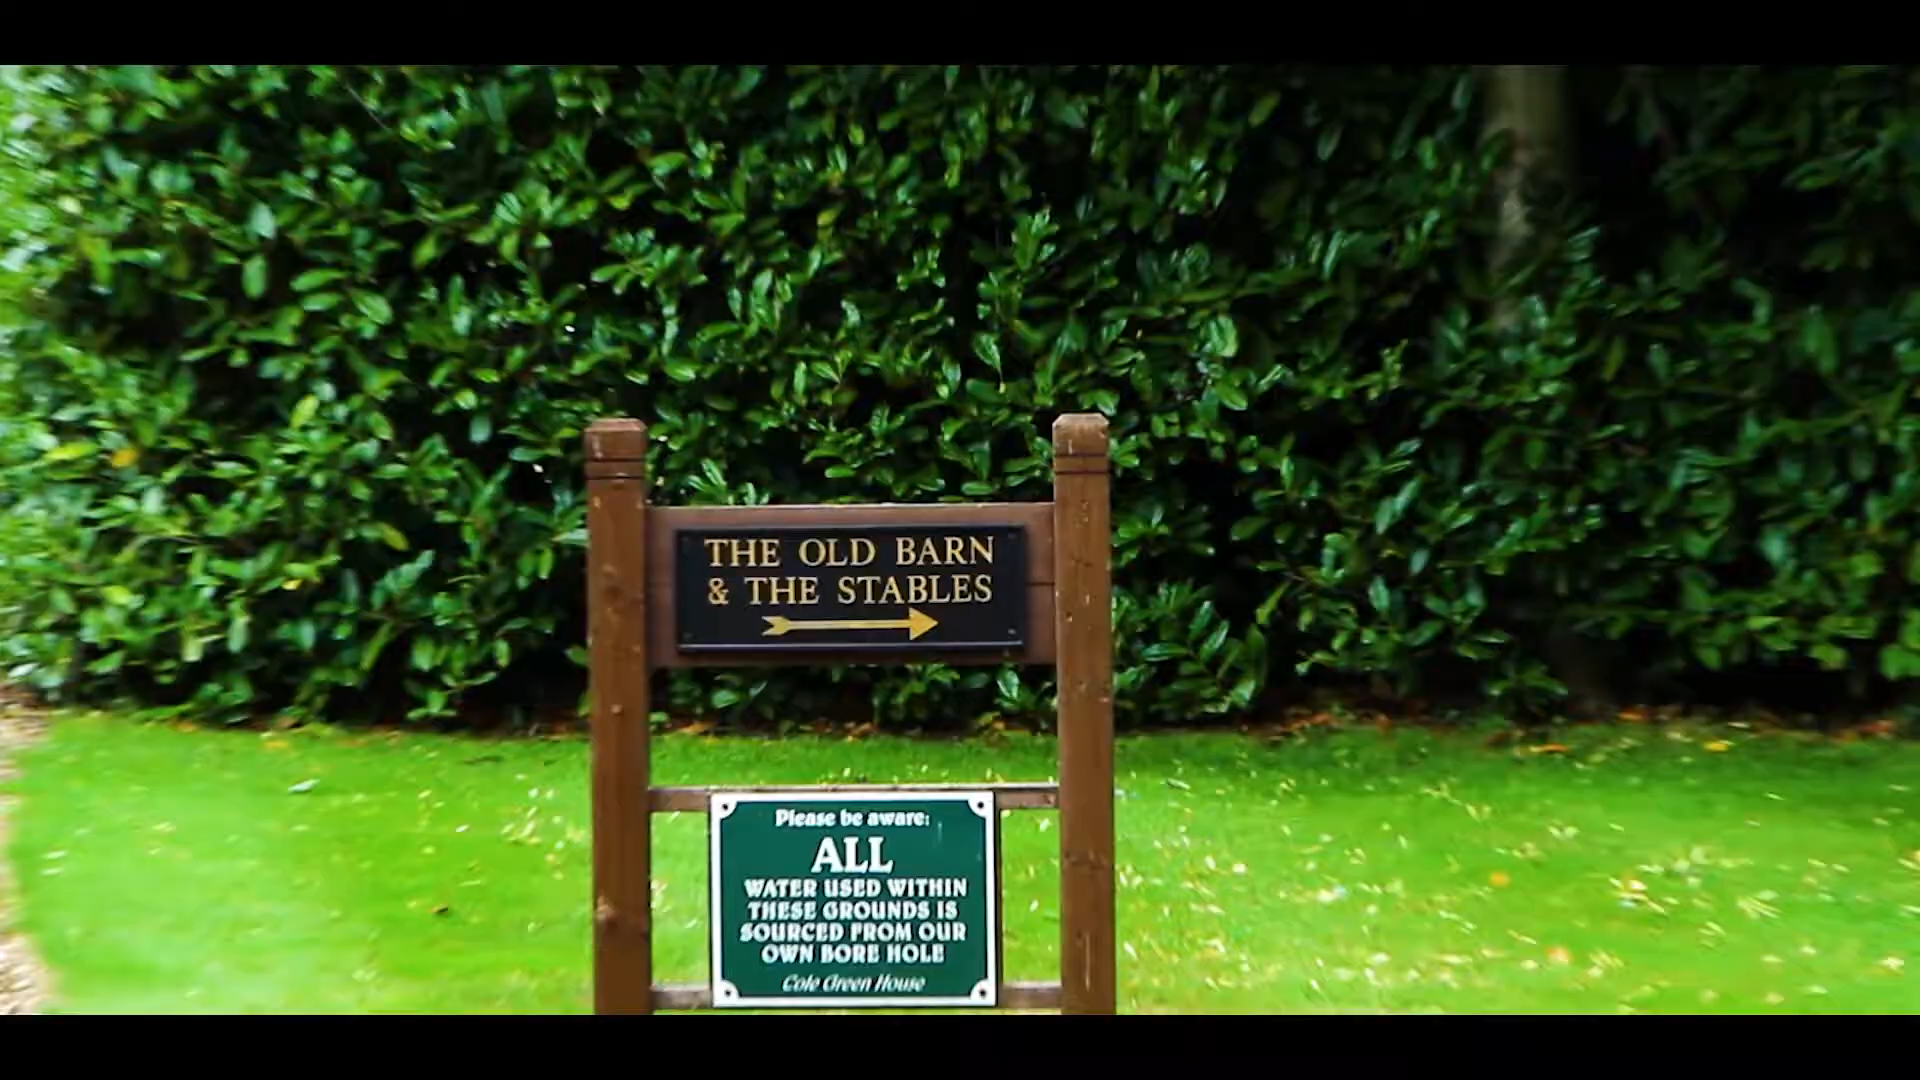 THE OLD BARN
& THE STABLES
Please be aware:
ALL
WATER USED WITHIN
THESE GROUNDS IS
SOURCED FROM OUR
OWN BORE HOLE
Cole Green House